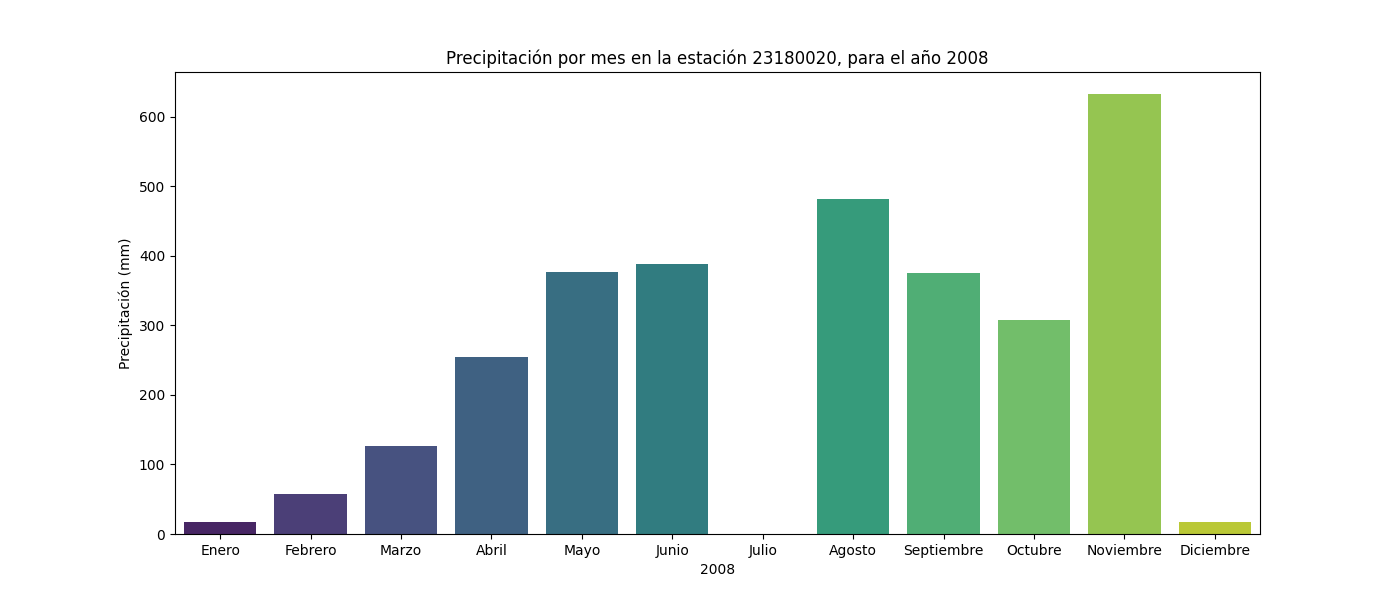 Precipitación por mes en la estación 23180020, para el año 2008
Precipitación (mm)
600
500
400
300
200
100
0
Enero Febrero Marzo Abril Mayo Junio Julio Agosto Septiembre Octubre Noviembre Diciembre
2008